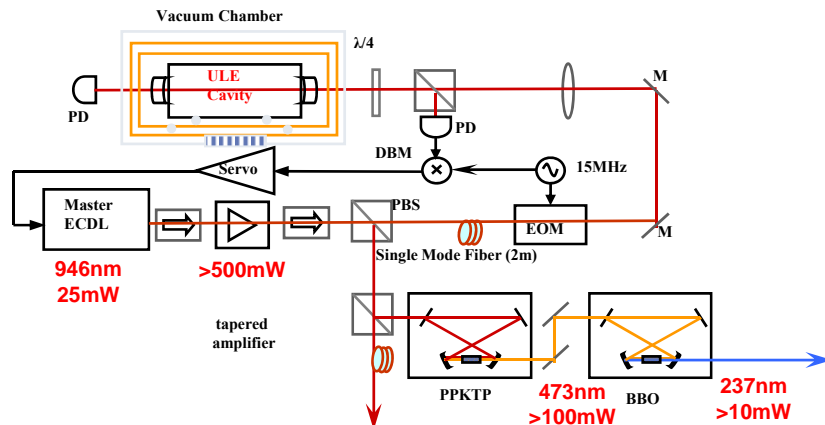 Vacuum Chamber
λ/4
ULE
Cavity
M
PD
PD
DBM
15MHz
Servo
Master
ECDL
PBS
EOM
M
Single Mode Fiber (2m)
946nm
25mW
>500mW
tapered
amplifier
PPKTP
473nm
>100mW
BBO
237nm
>10mW